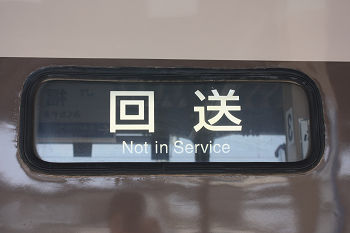 回送
Not in Service